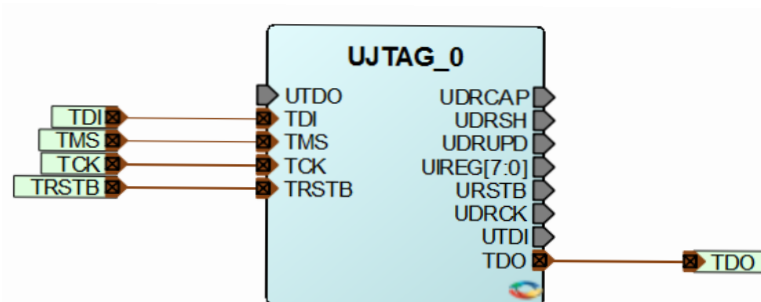 UJTAG_0
UTDO UDRCAP
TDI TDI UDRSH
TMS TMS UDRUPD
TCK TCK UIREG[7:0]
TRSTB TRSTB URSTB
UDRCK
UTDI
TDO TDO